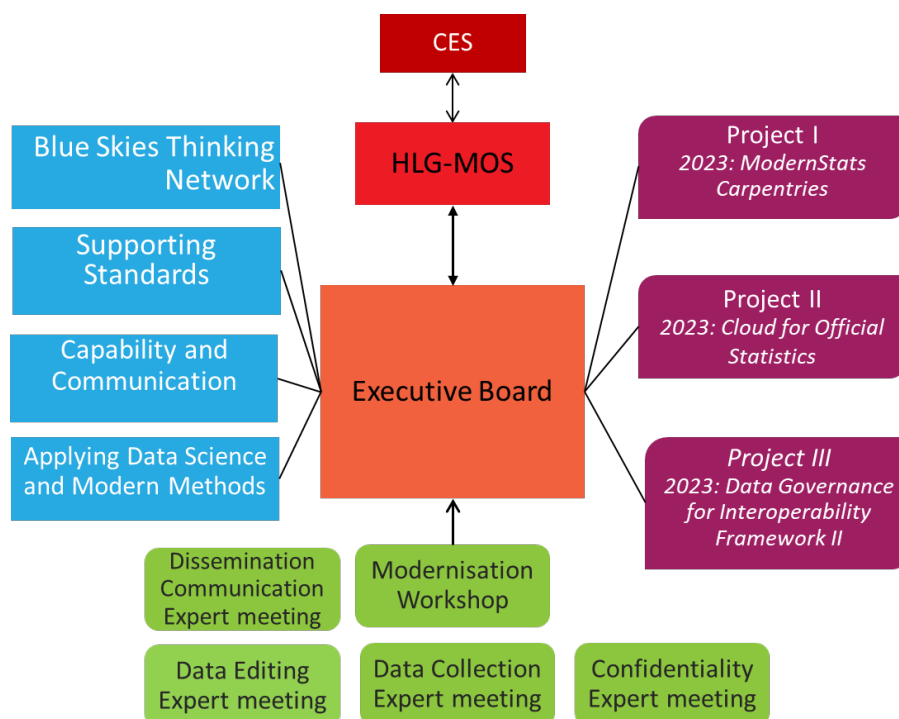 CES
HLG-MOS
Blue Skies Thinking
Network
Supporting
Standards
Capability and
Communication
Applying Data Science
and Modern Methods
Executive Board
Project I
2023: ModernStats
Carpentries
Project II
2023: Cloud for Official
Statistics
Project III
2023: Data Governance
for Interoperability
Framework II
Dissemination
Communication
Expert meeting
Modernisation
Workshop
Data Editing
Expert meeting
Data Collection
Expert meeting
Confidentiality
Expert meeting